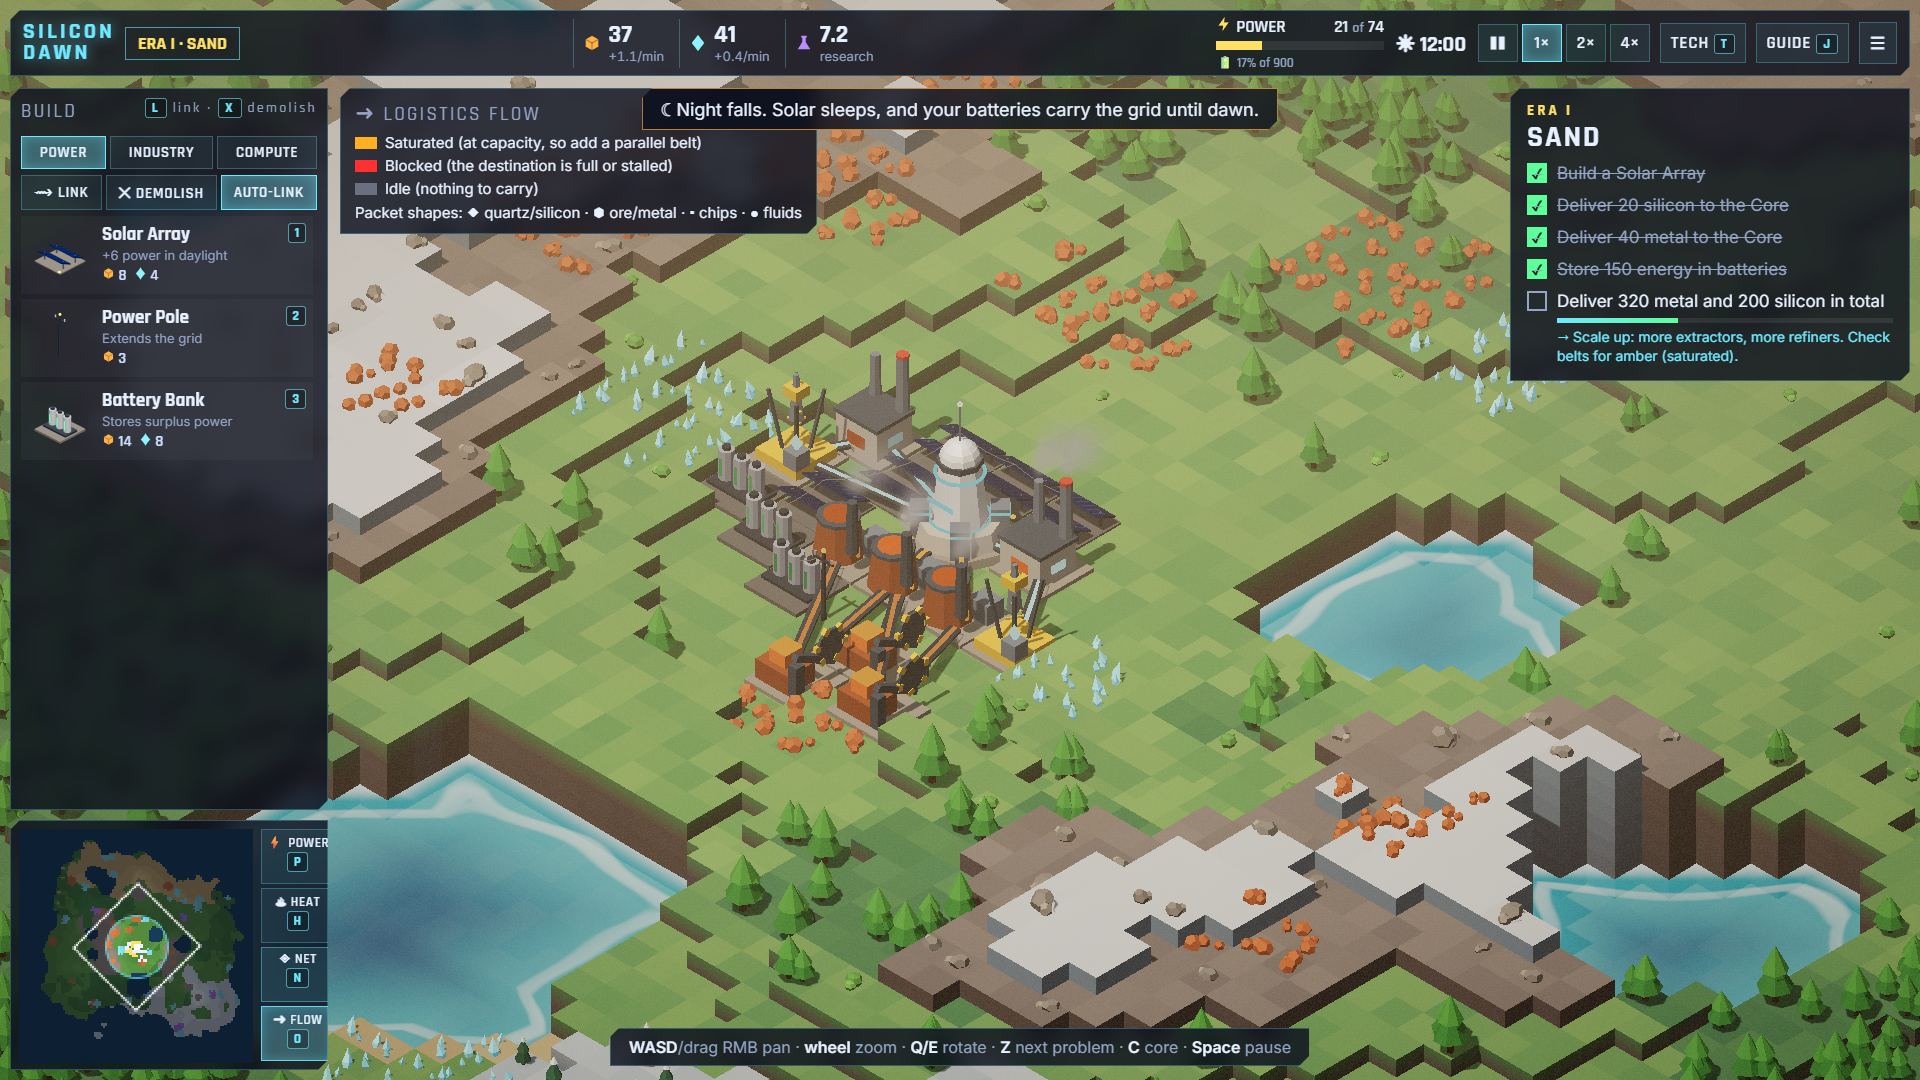 SILICON
DAWN
ERA I · SAND
37
+1.1/min
41
+0.4/min
7.2
research
POWER 21 of 74
17% of 900
12:00
1×
2×
4×
TECH T
GUIDE J
BUILD
L link · X demolish
POWER
INDUSTRY
COMPUTE
LINK
DEMOLISH
AUTO-LINK
Solar Array 1
+6 power in daylight
8 4
Power Pole 2
Extends the grid
3
Battery Bank 3
Stores surplus power
14 8
→ LOGISTICS FLOW
Saturated (at capacity, so add a parallel belt)
Blocked (the destination is full or stalled)
Idle (nothing to carry)
Packet shapes: ◆ quartz/silicon · ⬢ ore/metal · ▪ chips · ● fluids
☾ Night falls. Solar sleeps, and your batteries carry the grid until dawn.
ERA I
SAND
Build a Solar Array
Deliver 20 silicon to the Core
Deliver 40 metal to the Core
Store 150 energy in batteries
Deliver 320 metal and 200 silicon in total
→ Scale up: more extractors, more refiners. Check
belts for amber (saturated).
POWER
P
HEAT
H
NET
N
FLOW
O
WASD/drag RMB pan · wheel zoom · Q/E rotate · Z next problem · C core · Space pause